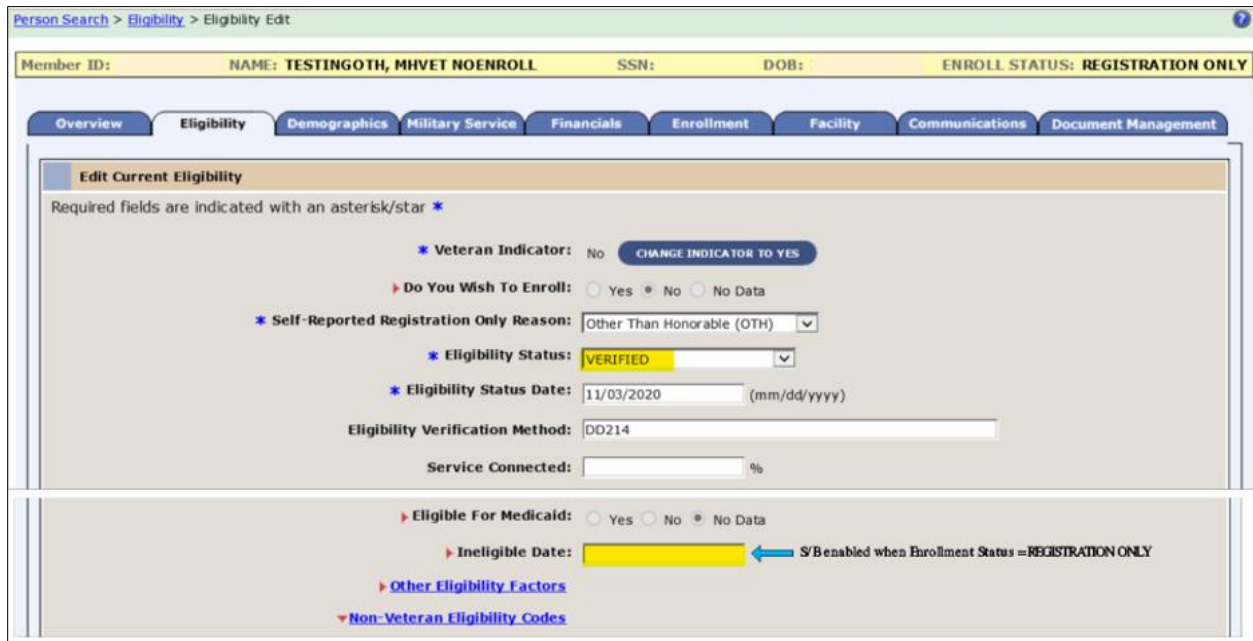 Person Search > Eligibility > Eligibility Edit ?
Member ID: NAME: TESTINGOTH, MHVET NOENROLL SSN: DOB: ENROLL STATUS: REGISTRATION ONLY
Overview Eligibility Demographics Military Service Financials Enrollment Facility Communications Document Management
Edit Current Eligibility
Required fields are indicated with an asterisk/star *
* Veteran Indicator: No CHANGE INDICATOR TO YES
Do You Wish To Enroll: Yes No No Data
* Self-Reported Registration Only Reason: Other Than Honorable (OTH)
* Eligibility Status: VERIFIED
* Eligibility Status Date: 11/03/2020 (mm/dd/yyyy)
Eligibility Verification Method: DD214
Service Connected: %
Eligible For Medicaid: Yes No No Data
Ineligible Date: S/B enabled when Enrollment Status = REGISTRATION ONLY
Other Eligibility Factors
Non-Veteran Eligibility Codes